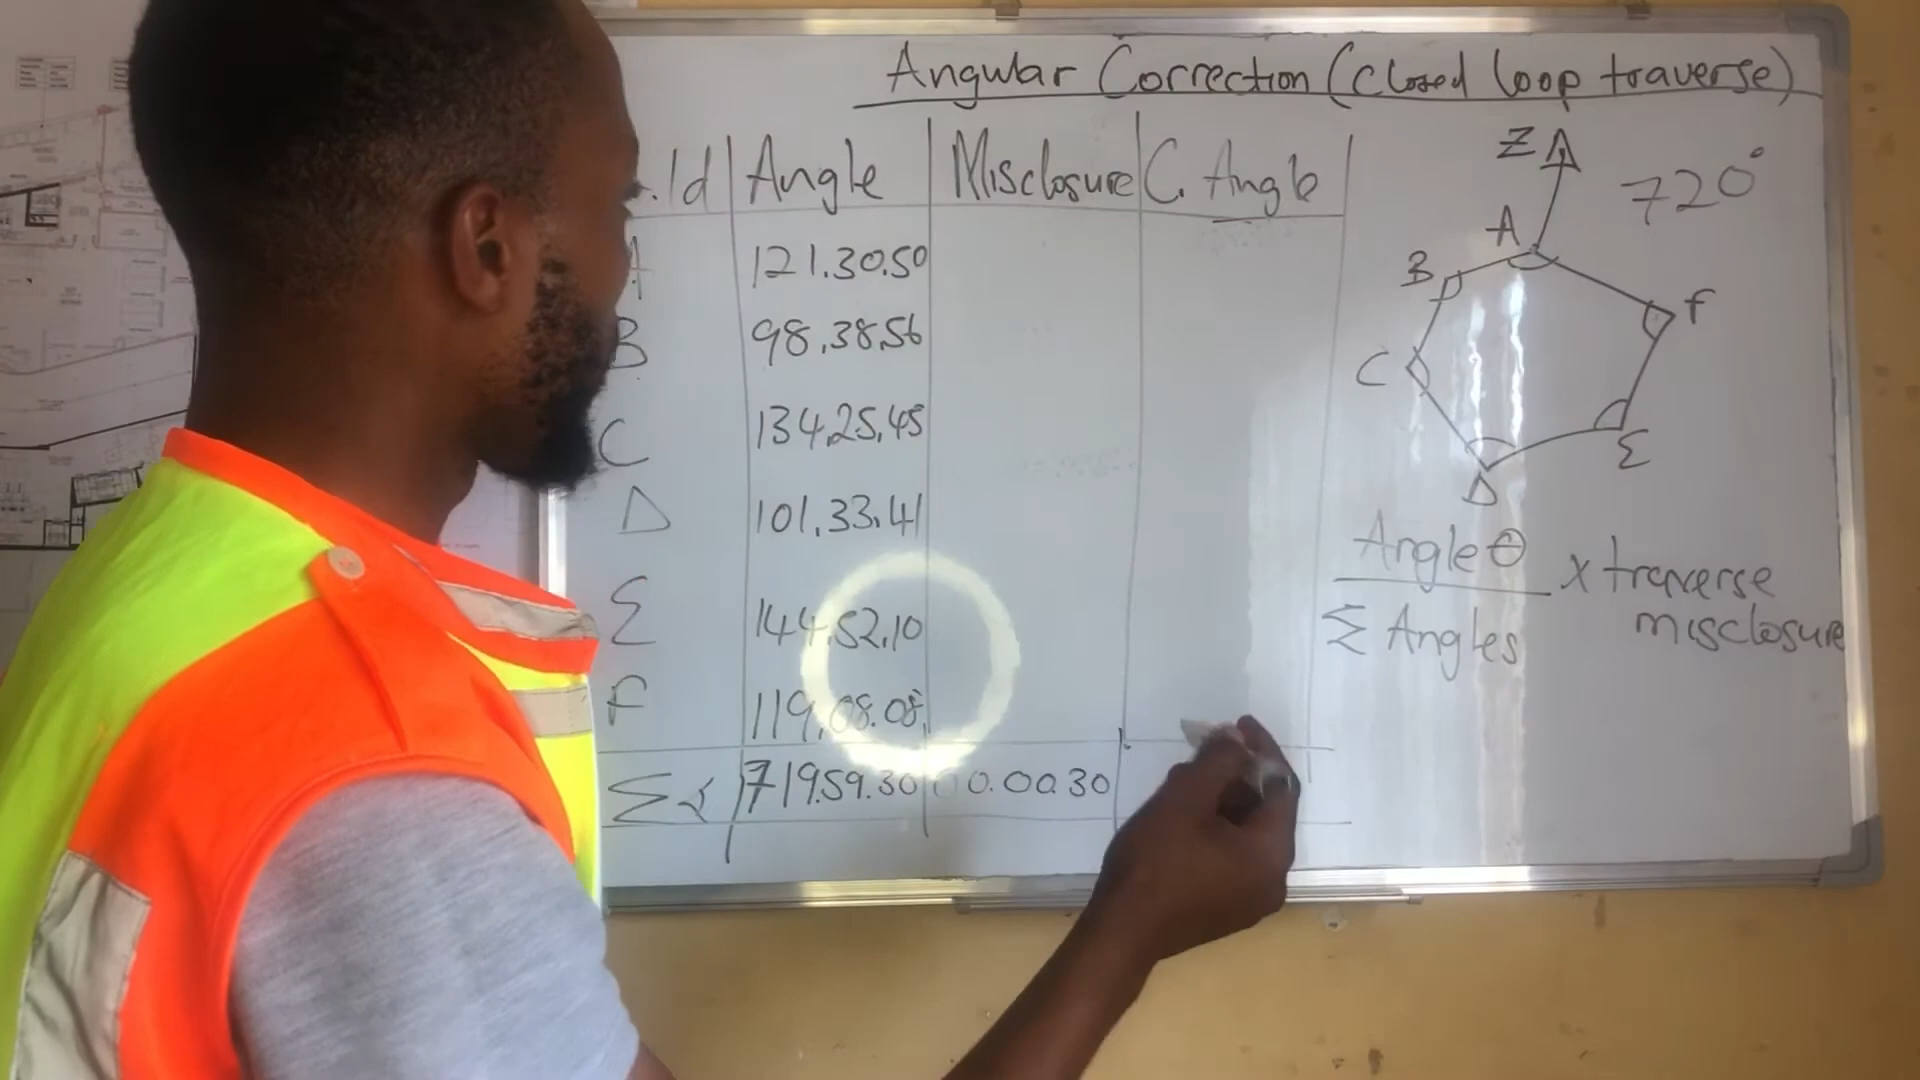 Angular Correction (Closed loop traverse)
.Id Angle Misclosure C. Angle
A 121.30.50
B 98.38.56
C 134.25.45
D 101.33.41
Σ 144.52.10
F 119.08.08
Σ∢ 719.59.30 00.00.30
Z
720°
A
B
F
C
Σ
D
Angle θ
x traverse
misclosure
Σ Angles